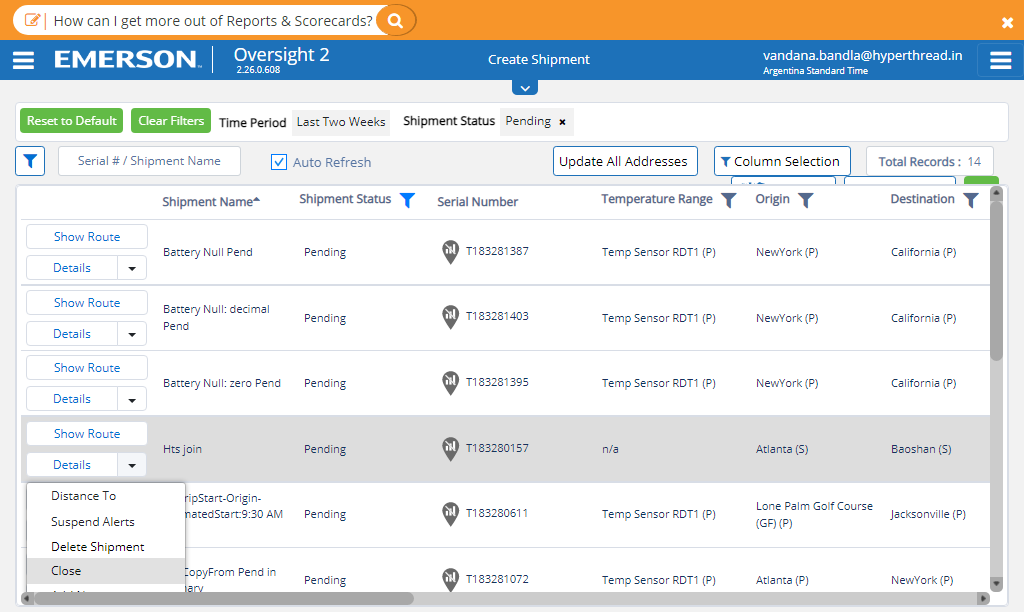 How can I get more out of Reports & Scorecards?
EMERSON
Oversight 2
2.26.0.608
Create Shipment
vandana.bandla@hyperthread.in
Argentina Standard Time
Reset to Default
Clear Filters
Time Period
Last Two Weeks
Shipment Status
Pending ×
Serial # / Shipment Name
Auto Refresh
Update All Addresses
Column Selection
Total Records : 14
Shipment Name
Shipment Status
Serial Number
Temperature Range
Origin
Destination
Show Route
Details
Battery Null Pend
Pending
T183281387
Temp Sensor RDT1 (P)
NewYork (P)
California (P)
Show Route
Details
Battery Null: decimal
Pend
Pending
T183281403
Temp Sensor RDT1 (P)
NewYork (P)
California (P)
Show Route
Details
Battery Null: zero Pend
Pending
T183281395
Temp Sensor RDT1 (P)
NewYork (P)
California (P)
Show Route
Details
Hts join
Pending
T183280157
n/a
Atlanta (S)
Baoshan (S)
Distance To
Suspend Alerts
Delete Shipment
Close
ripStart-Origin-
matedStart:9:30 AM
Pending
T183280611
Temp Sensor RDT1 (P)
Lone Palm Golf Course
(GF) (P)
Jacksonville (P)
CopyFrom Pend in
Pending
T183281072
Temp Sensor RDT1 (P)
Atlanta (P)
NewYork (P)